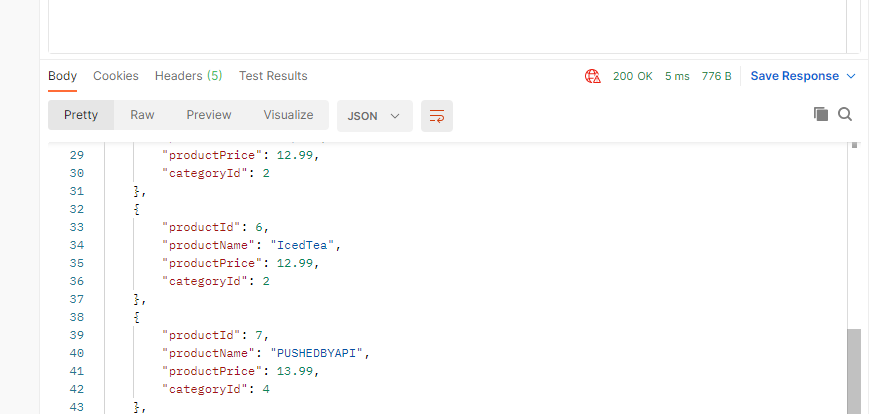 Body Cookies Headers (5) Test Results 200 OK 5 ms 776 B Save Response
Pretty Raw Preview Visualize JSON
29 "productPrice": 12.99,
30 "categoryId": 2
31 },
32 {
33 "productId": 6,
34 "productName": "IcedTea",
35 "productPrice": 12.99,
36 "categoryId": 2
37 },
38 {
39 "productId": 7,
40 "productName": "PUSHEDBYAPI",
41 "productPrice": 13.99,
42 "categoryId": 4
43 },